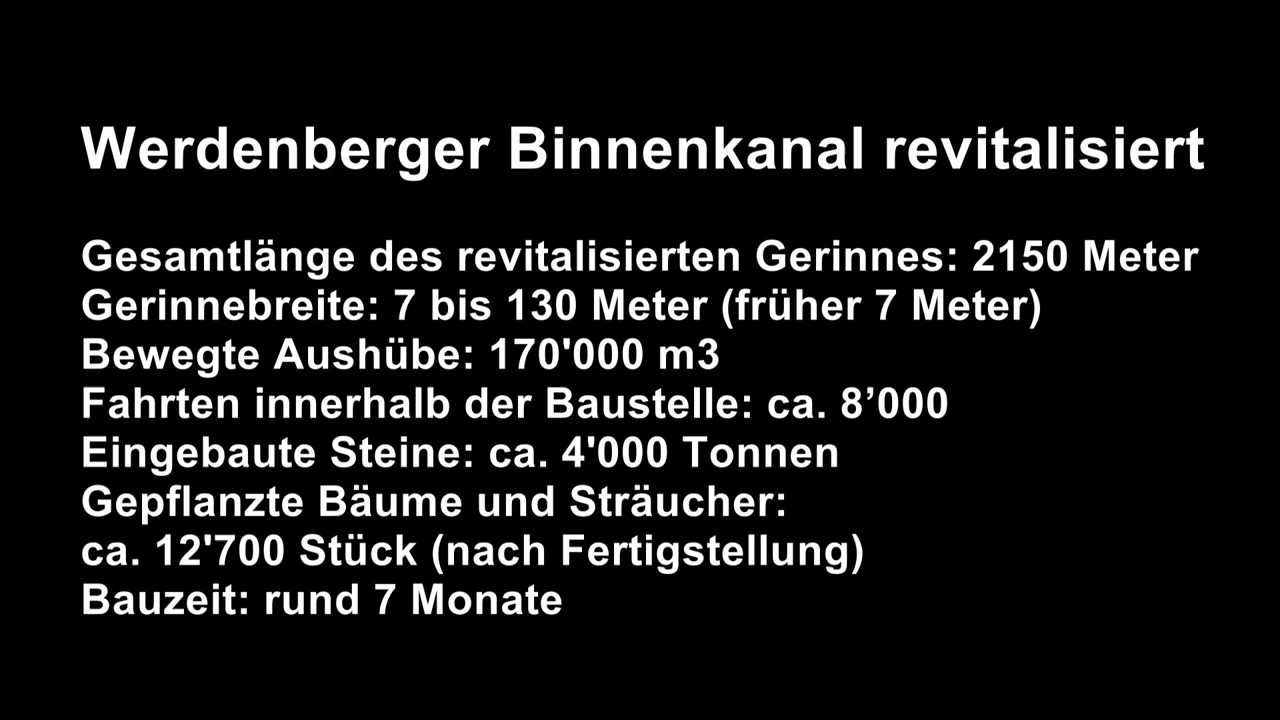 Werdenberger Binnenkanal revitalisiert
Gesamtlänge des revitalisierten Gerinnes: 2150 Meter
Gerinnebreite: 7 bis 130 Meter (früher 7 Meter)
Bewegte Aushübe: 170'000 m3
Fahrten innerhalb der Baustelle: ca. 8’000
Eingebaute Steine: ca. 4'000 Tonnen
Gepflanzte Bäume und Sträucher:
ca. 12'700 Stück (nach Fertigstellung)
Bauzeit: rund 7 Monate